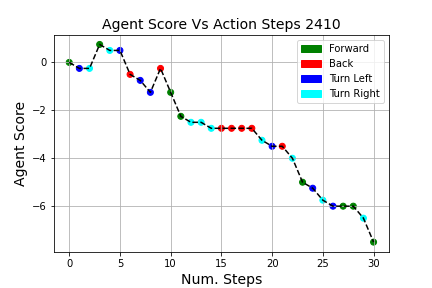 Agent Score Vs Action Steps 2410
Forward
Back
Turn Left
Turn Right
Agent Score
0
−2
−4
−6
0 5 10 15 20 25 30
Num. Steps